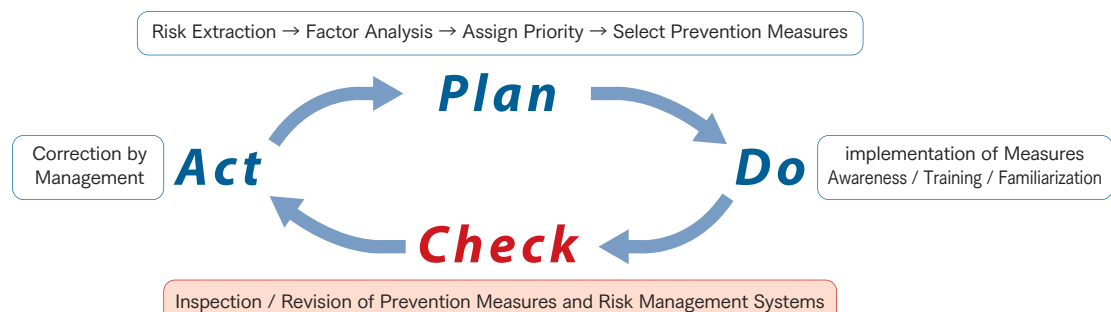 Risk Extraction → Factor Analysis → Assign Priority → Select Prevention Measures
Plan
Correction by
Management
Act
Do
implementation of Measures
Awareness / Training / Familiarization
Check
Inspection / Revision of Prevention Measures and Risk Management Systems